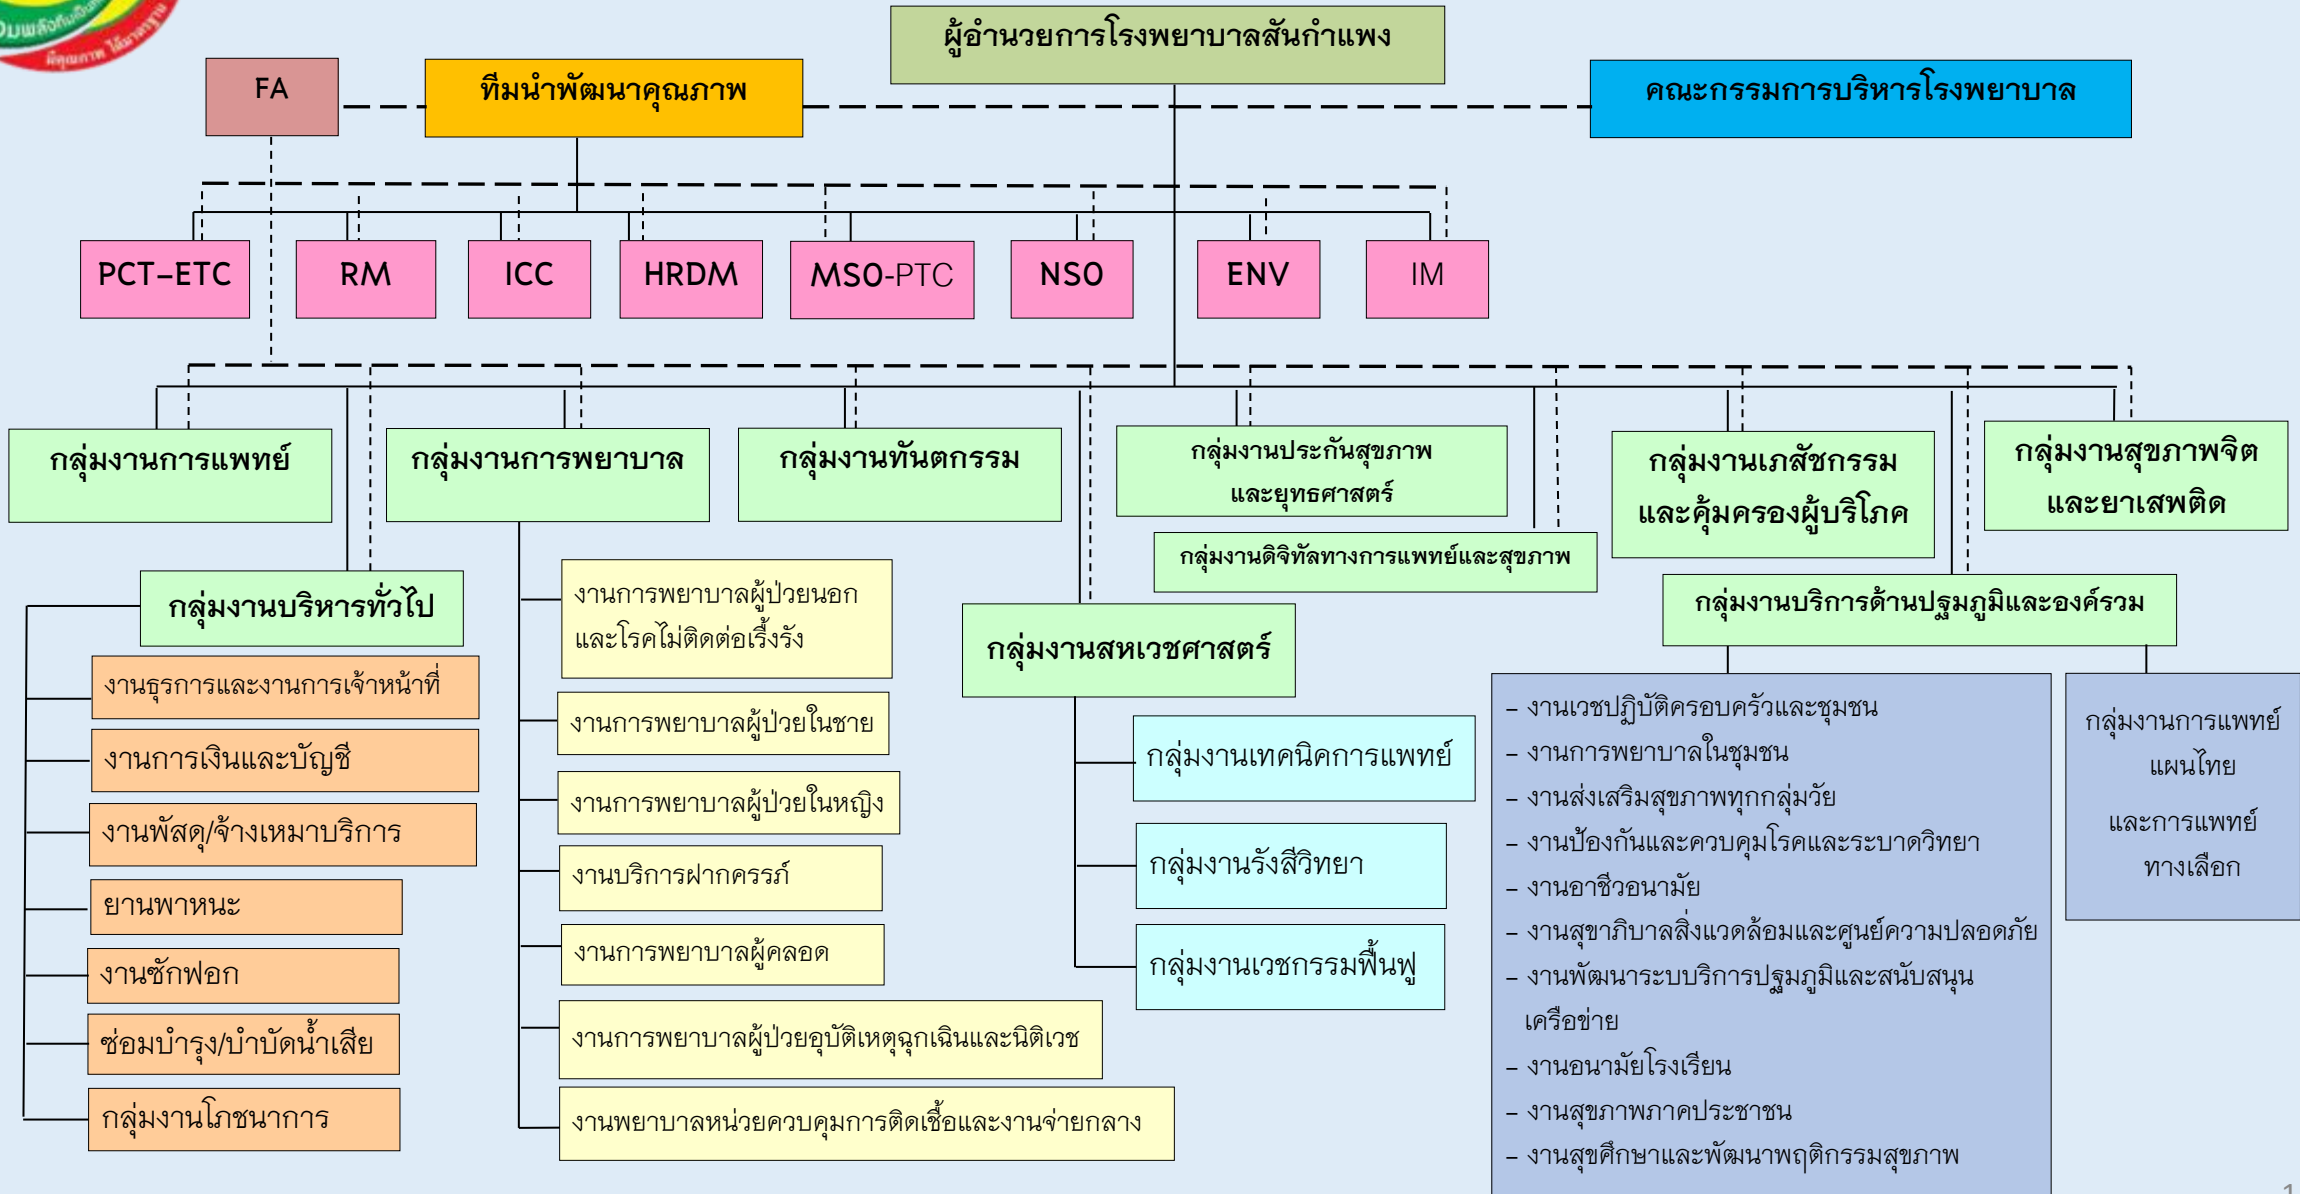 มีคุณภาพ ได้มาตรฐาน
ผู้อำนวยการโรงพยาบาลสันกำแพง
FA
ทีมนำพัฒนาคุณภาพ
คณะกรรมการบริหารโรงพยาบาล
PCT-ETC
RM
ICC
HRDM
MSO-PTC
NSO
ENV
IM
กลุ่มงานการแพทย์
กลุ่มงานการพยาบาล
กลุ่มงานทันตกรรม
กลุ่มงานประกันสุขภาพ
และยุทธศาสตร์
กลุ่มงานเภสัชกรรม
และคุ้มครองผู้บริโภค
กลุ่มงานสุขภาพจิต
และยาเสพติด
กลุ่มงานดิจิทัลทางการแพทย์และสุขภาพ
กลุ่มงานบริหารทั่วไป
งานธุรการและงานการเจ้าหน้าที่
งานการเงินและบัญชี
งานพัสดุ/จ้างเหมาบริการ
ยานพาหนะ
งานซักฟอก
ซ่อมบำรุง/บำบัดน้ำเสีย
กลุ่มงานโภชนาการ
งานการพยาบาลผู้ป่วยนอก
และโรคไม่ติดต่อเรื้งรัง
งานการพยาบาลผู้ป่วยในชาย
งานการพยาบาลผู้ป่วยในหญิง
งานบริการฝากครรภ์
งานการพยาบาลผู้คลอด
งานการพยาบาลผู้ป่วยอุบัติเหตุฉุกเฉินและนิติเวช
งานพยาบาลหน่วยควบคุมการติดเชื้อและงานจ่ายกลาง
กลุ่มงานสหเวชศาสตร์
กลุ่มงานเทคนิคการแพทย์
กลุ่มงานรังสีวิทยา
กลุ่มงานเวชกรรมฟื้นฟู
กลุ่มงานบริการด้านปฐมภูมิและองค์รวม
- งานเวชปฏิบัติครอบครัวและชุมชน
- งานการพยาบาลในชุมชน
- งานส่งเสริมสุขภาพทุกกลุ่มวัย
- งานป้องกันและควบคุมโรคและระบาดวิทยา
- งานอาชีวอนามัย
- งานสุขาภิบาลสิ่งแวดล้อมและศูนย์ความปลอดภัย
- งานพัฒนาระบบบริการปฐมภูมิและสนับสนุน
เครือข่าย
- งานอนามัยโรงเรียน
- งานสุขภาพภาคประชาชน
- งานสุขศึกษาและพัฒนาพฤติกรรมสุขภาพ
กลุ่มงานการแพทย์
แผนไทย
และการแพทย์
ทางเลือก
1